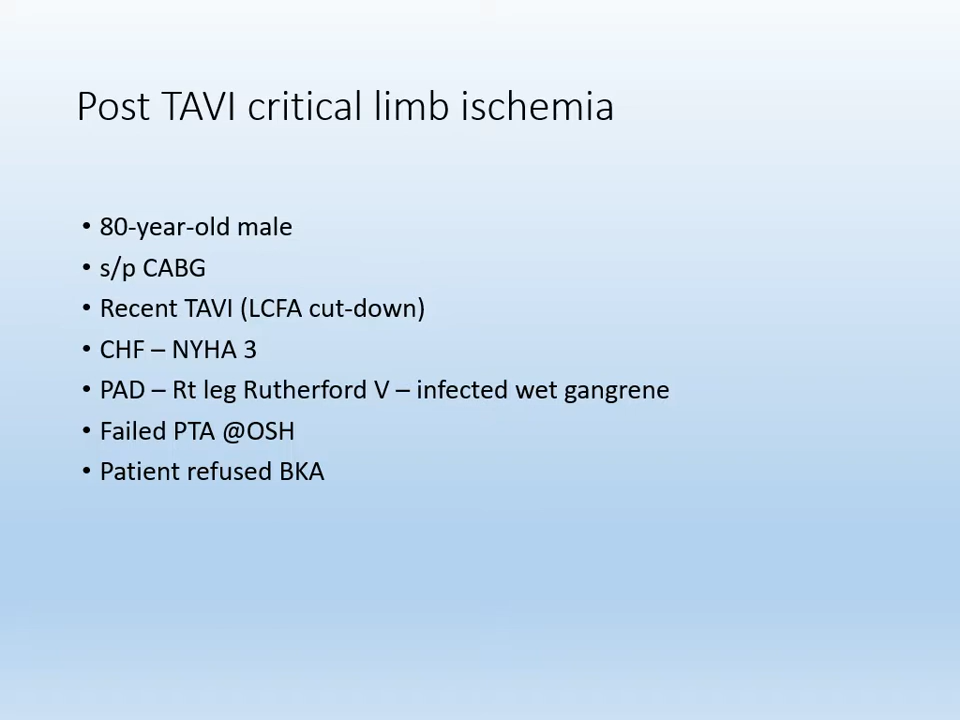 Post TAVI critical limb ischemia
• 80-year-old male
• s/p CABG
• Recent TAVI (LCFA cut-down)
• CHF – NYHA 3
• PAD – Rt leg Rutherford V – infected wet gangrene
• Failed PTA @OSH
• Patient refused BKA